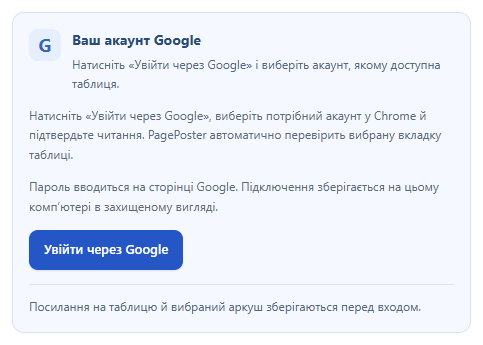 G
Ваш акаунт Google
Натисніть «Увійти через Google» і виберіть акаунт, якому доступна
таблиця.
Натисніть «Увійти через Google», виберіть потрібний акаунт у Chrome й
підтвердьте читання. PagePoster автоматично перевірить вибрану вкладку
таблиці.
Пароль вводиться на сторінці Google. Підключення зберігається на цьому
комп’ютері в захищеному вигляді.
Увійти через Google
Посилання на таблицю й вибраний аркуш зберігаються перед входом.